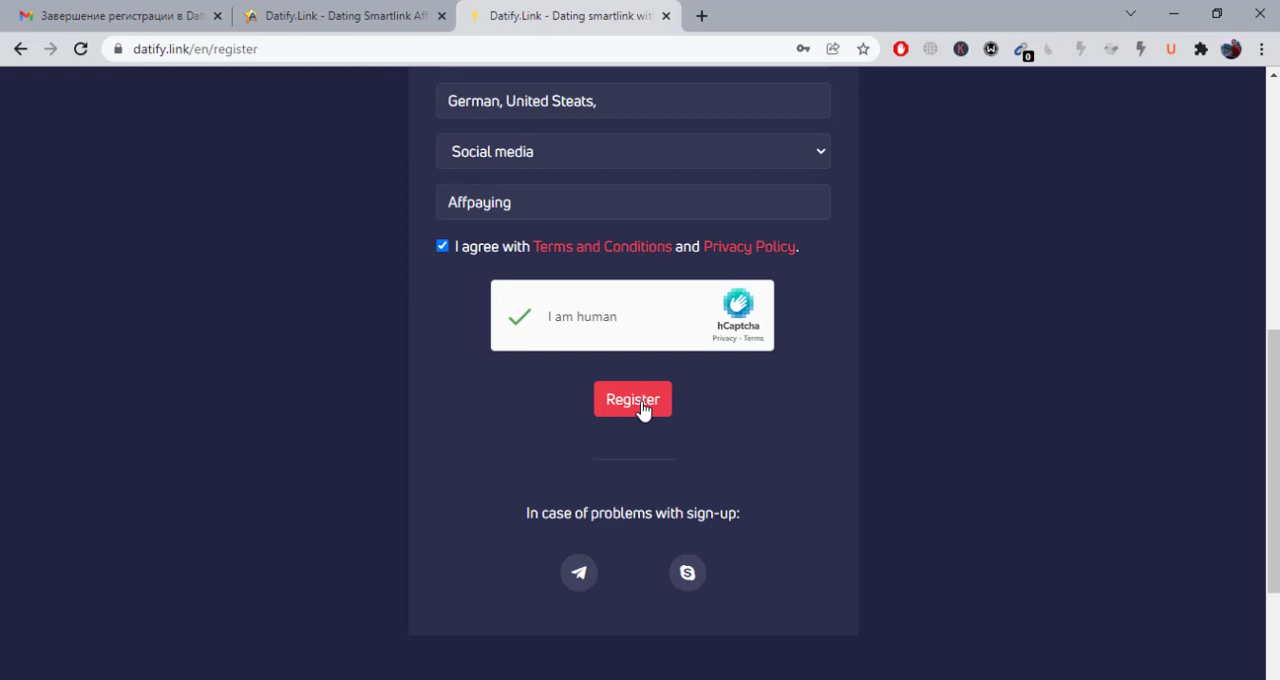 Завершение регистрации в Dat
Datify.Link - Dating Smartlink Aff
Datify.Link - Dating smartlink wit
datify.link/en/register
0
German, United Steats,
Social media
Affpaying
I agree with Terms and Conditions and Privacy Policy.
I am human
hCaptcha
Privacy - Terms
Register
In case of problems with sign-up: